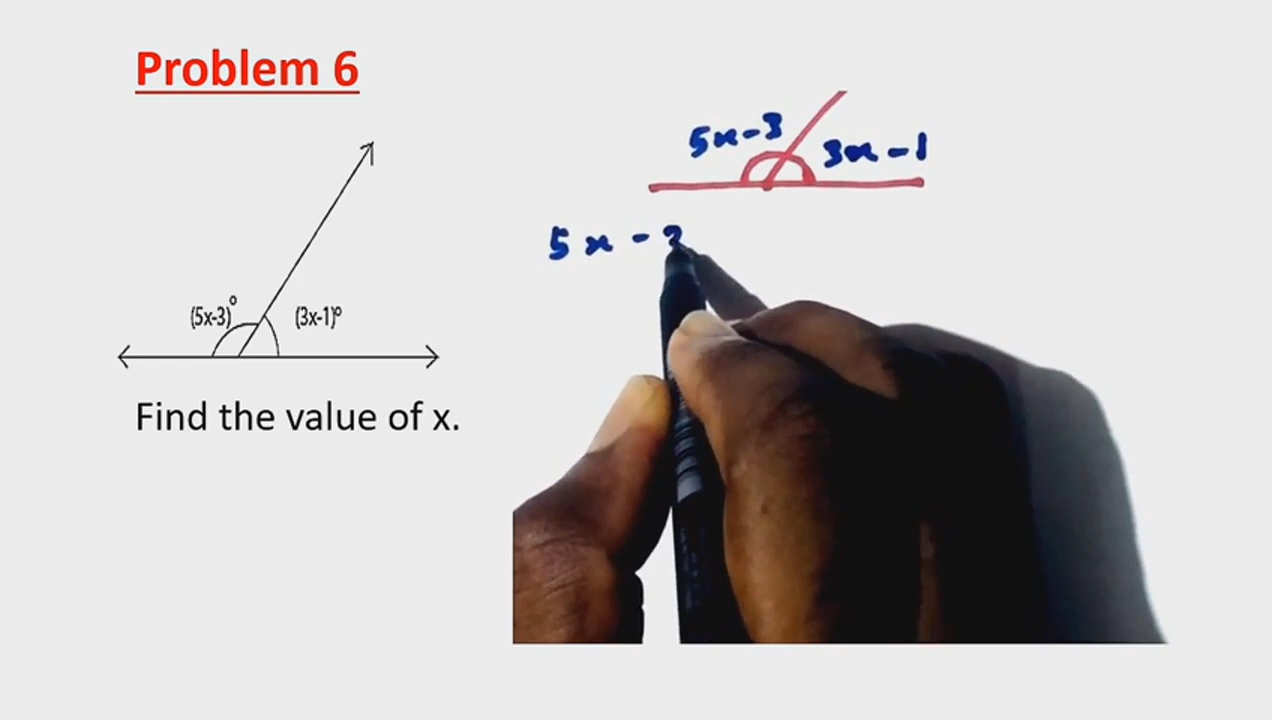 Problem 6
5x-3
3x-1
5x-3
(5x-3)°
(3x-1)°
Find the value of x.